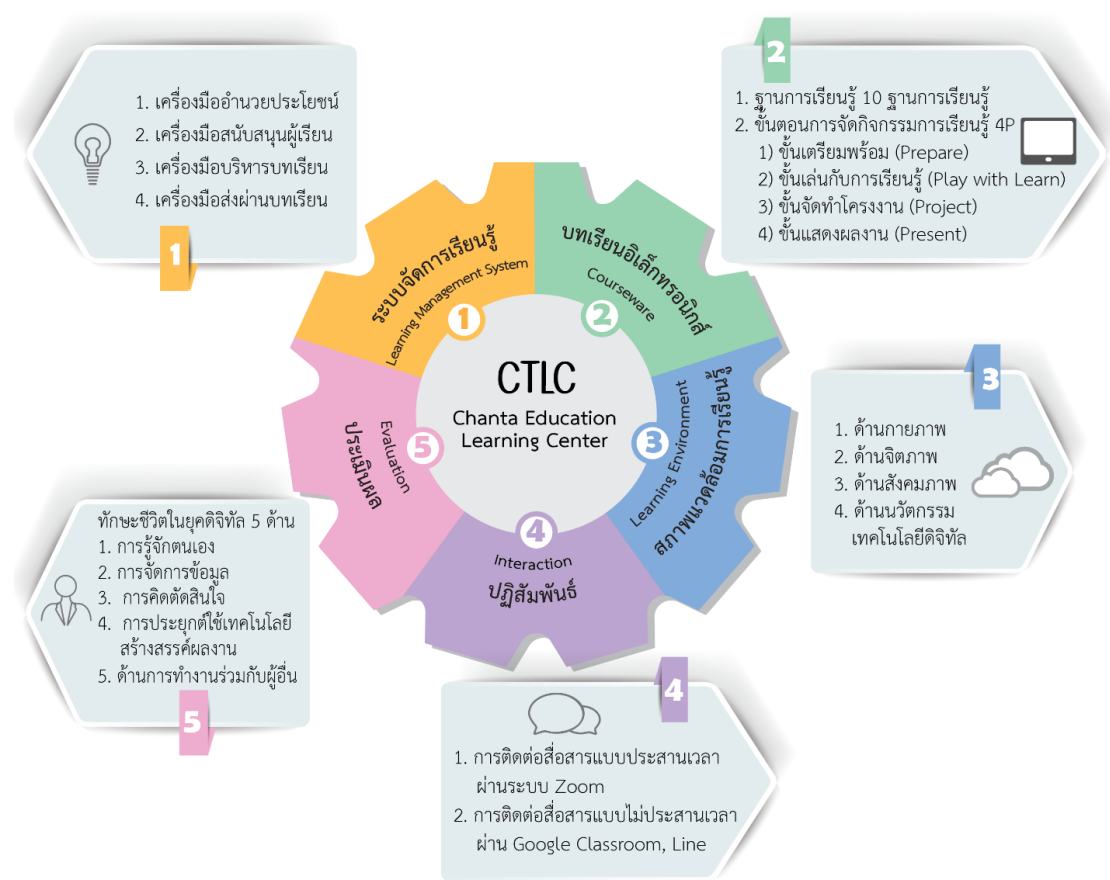 CTLC
Chanta Education
Learning Center
1
ระบบจัดการเรียนรู้
Learning Management System
1
1. เครื่องมืออำนวยประโยชน์
2. เครื่องมือสนับสนุนผู้เรียน
3. เครื่องมือบริหารบทเรียน
4. เครื่องมือส่งผ่านบทเรียน
2
บทเรียนอิเล็กทรอนิกส์
Courseware
2
1. ฐานการเรียนรู้ 10 ฐานการเรียนรู้
2. ขั้นตอนการจัดกิจกรรมการเรียนรู้ 4P
1) ขั้นเตรียมพร้อม (Prepare)
2) ขั้นเล่นกับการเรียนรู้ (Play with Learn)
3) ขั้นจัดทำโครงงาน (Project)
4) ขั้นแสดงผลงาน (Present)
3
สภาพแวดล้อมการเรียนรู้
Learning Environment
3
1. ด้านกายภาพ
2. ด้านจิตภาพ
3. ด้านสังคมภาพ
4. ด้านนวัตกรรม
เทคโนโลยีดิจิทัล
4
Interaction
ปฏิสัมพันธ์
4
1. การติดต่อสื่อสารแบบประสานเวลา
ผ่านระบบ Zoom
2. การติดต่อสื่อสารแบบไม่ประสานเวลา
ผ่าน Google Classroom, Line
5
Evaluation
ประเมินผล
ทักษะชีวิตในยุคดิจิทัล 5 ด้าน
1. การรู้จักตนเอง
2. การจัดการข้อมูล
3. การคิดตัดสินใจ
4. การประยุกต์ใช้เทคโนโลยี
สร้างสรรค์ผลงาน
5. ด้านการทำงานร่วมกับผู้อื่น
5